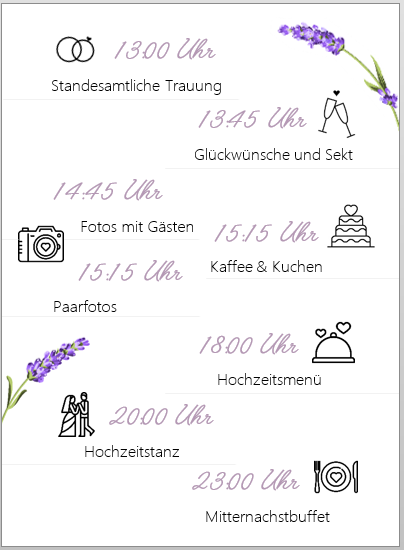 13:00 Uhr
Standesamtliche Trauung
13:45 Uhr
Glückwünsche und Sekt
14:45 Uhr
Fotos mit Gästen
15:15 Uhr
Kaffee & Kuchen
15:15 Uhr
Paarfotos
18:00 Uhr
Hochzeitsmenü
20:00 Uhr
Hochzeitstanz
23:00 Uhr
Mitternachstbuffet